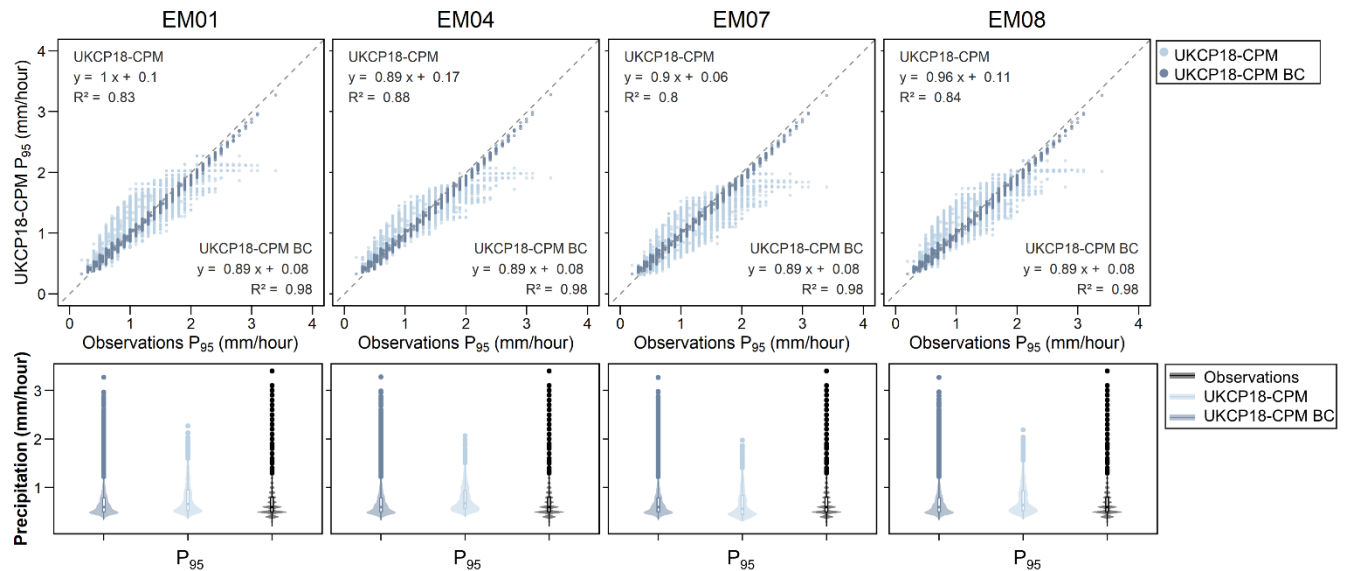 EM01
EM04
EM07
EM08
UKCP18-CPM P95 (mm/hour)
4
3
2
1
0
UKCP18-CPM
y = 1 x + 0.1
R² = 0.83
UKCP18-CPM BC
y = 0.89 x + 0.08
R² = 0.98
UKCP18-CPM
y = 0.89 x + 0.17
R² = 0.88
UKCP18-CPM BC
y = 0.89 x + 0.08
R² = 0.98
UKCP18-CPM
y = 0.9 x + 0.06
R² = 0.8
UKCP18-CPM BC
y = 0.89 x + 0.08
R² = 0.98
UKCP18-CPM
y = 0.96 x + 0.11
R² = 0.84
UKCP18-CPM BC
y = 0.89 x + 0.08
R² = 0.98
UKCP18-CPM
UKCP18-CPM BC
0 1 2 3 4
0 1 2 3 4
0 1 2 3 4
0 1 2 3 4
Observations P95 (mm/hour)
Observations P95 (mm/hour)
Observations P95 (mm/hour)
Observations P95 (mm/hour)
Precipitation (mm/hour)
3
2
1
Observations
UKCP18-CPM
UKCP18-CPM BC
P95
P95
P95
P95